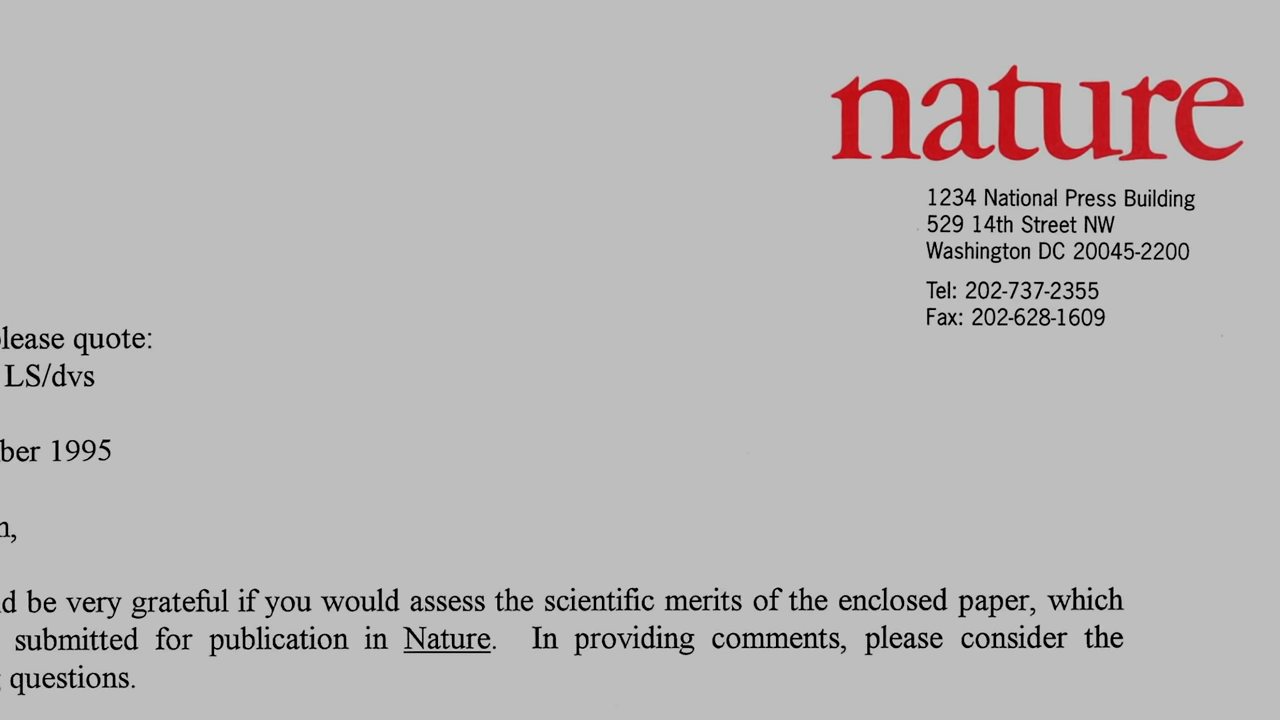 nature
1234 National Press Building
529 14th Street NW
Washington DC 20045-2200
Tel: 202-737-2355
Fax: 202-628-1609
lease quote:
LS/dvs
ber 1995
n,
d be very grateful if you would assess the scientific merits of the enclosed paper, which
submitted for publication in Nature. In providing comments, please consider the
questions.